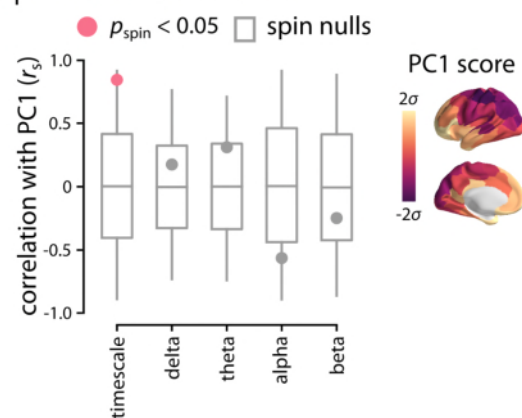 p_spin < 0.05 spin nulls
correlation with PC1 (r_s)
1.0
0.5
0
-0.5
-1.0
timescale
delta
theta
alpha
beta
PC1 score
2σ
-2σ